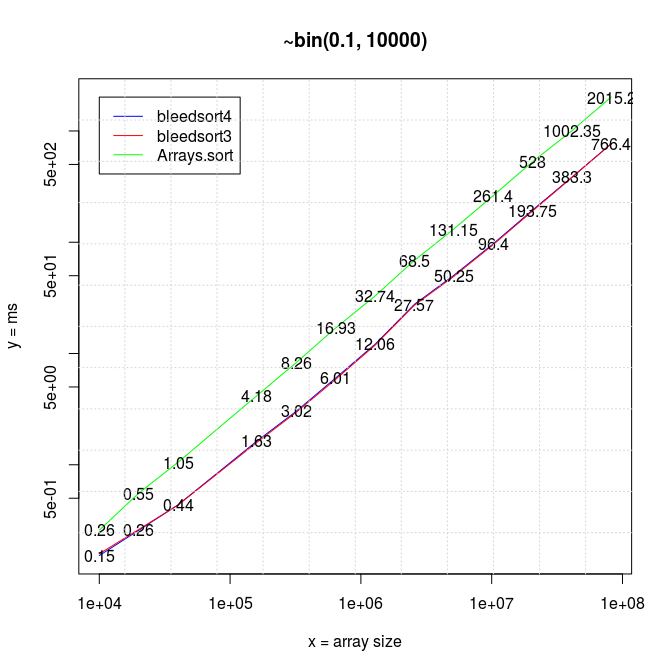 ~bin(0.1, 10000)
bleedsort4
bleedsort3
Arrays.sort
2015.2
1002.35
766.4
528
383.3
261.4
193.75
131.15
96.4
68.5
50.25
32.74
27.57
16.93
12.06
8.26
6.01
4.18
3.02
1.63
1.05
0.55
0.44
0.26
0.26
0.15
5e+02
5e+01
5e+00
5e-01
y = ms
1e+04
1e+05
1e+06
1e+07
1e+08
x = array size